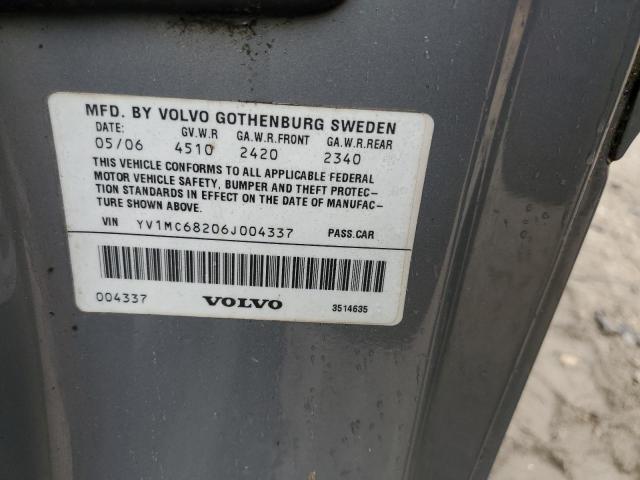 MFD. BY VOLVO GOTHENBURG SWEDEN
DATE: GV.W.R GA.W.R.FRONT GA.W.R.REAR
05/06 4510 2420 2340
THIS VEHICLE CONFORMS TO ALL APPLICABLE FEDERAL
MOTOR VEHICLE SAFETY, BUMPER AND THEFT PROTEC-
TION STANDARDS IN EFFECT ON THE DATE OF MANUFAC-
TURE SHOWN ABOVE.
VIN YV1MC68206J004337 PASS.CAR
004337 VOLVO 3514635